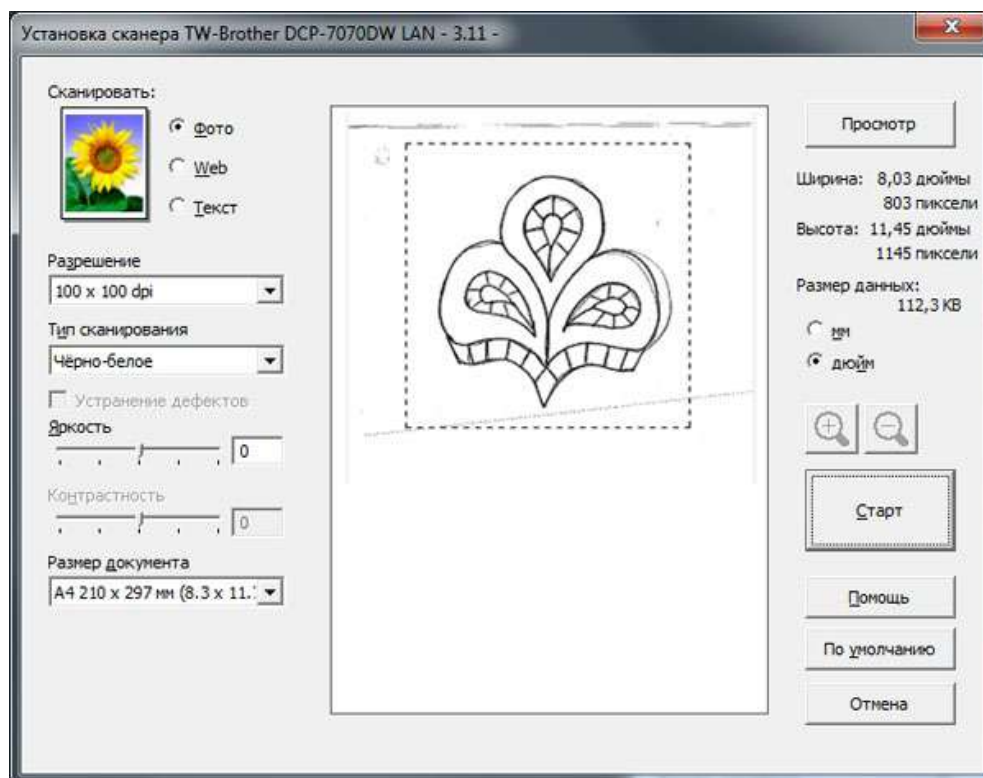 Установка сканера TW-Brother DCP-7070DW LAN - 3.11 -
Сканировать:
Фото
Web
Текст
Разрешение
100 x 100 dpi
Тип сканирования
Чёрно-белое
Устранение дефектов
Яркость
0
Контрастность
0
Размер документа
A4 210 x 297 мм (8.3 x 11.
Просмотр
Ширина: 8,03 дюймы
803 пиксели
Высота: 11,45 дюймы
1145 пиксели
Размер данных:
112,3 KB
мм
дюйм
Старт
Помощь
По умолчанию
Отмена